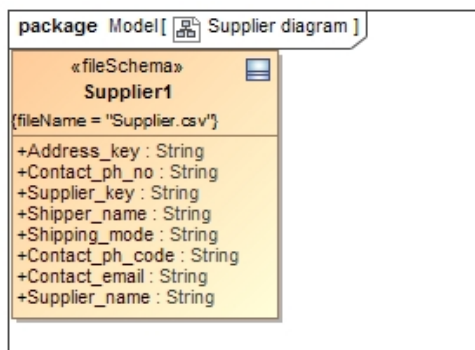 package Model[ Supplier diagram ]
«fileSchema»
Supplier1
{fileName = "Supplier.csv"}
+Address_key : String
+Contact_ph_no : String
+Supplier_key : String
+Shipper_name : String
+Shipping_mode : String
+Contact_ph_code : String
+Contact_email : String
+Supplier_name : String